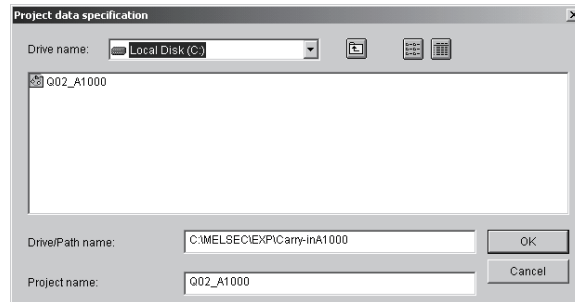 Project data specification
Drive name: Local Disk (C:)
Q02_A1000
Drive/Path name: C:\MELSEC\EXP\Carry-inA1000
OK
Project name: Q02_A1000
Cancel